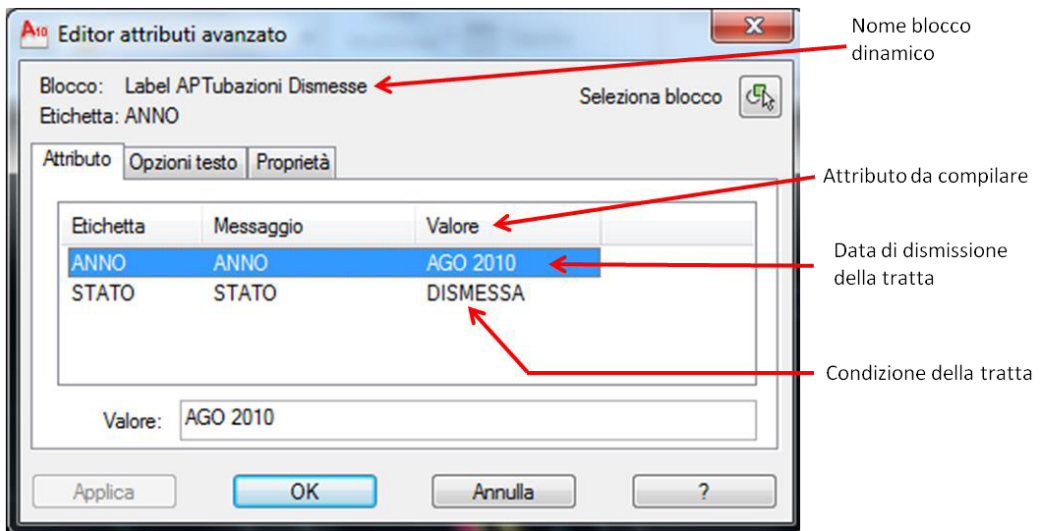 A10 Editor attributi avanzato
Nome blocco
dinamico
Blocco: Label APTubazioni Dismesse
Seleziona blocco
Etichetta: ANNO
Attributo Opzioni testo Proprietà
Attributo da compilare
Etichetta Messaggio Valore
ANNO ANNO AGO 2010
Data di dismissione
della tratta
STATO STATO DISMESSA
Condizione della tratta
Valore: AGO 2010
Applica OK Annulla ?